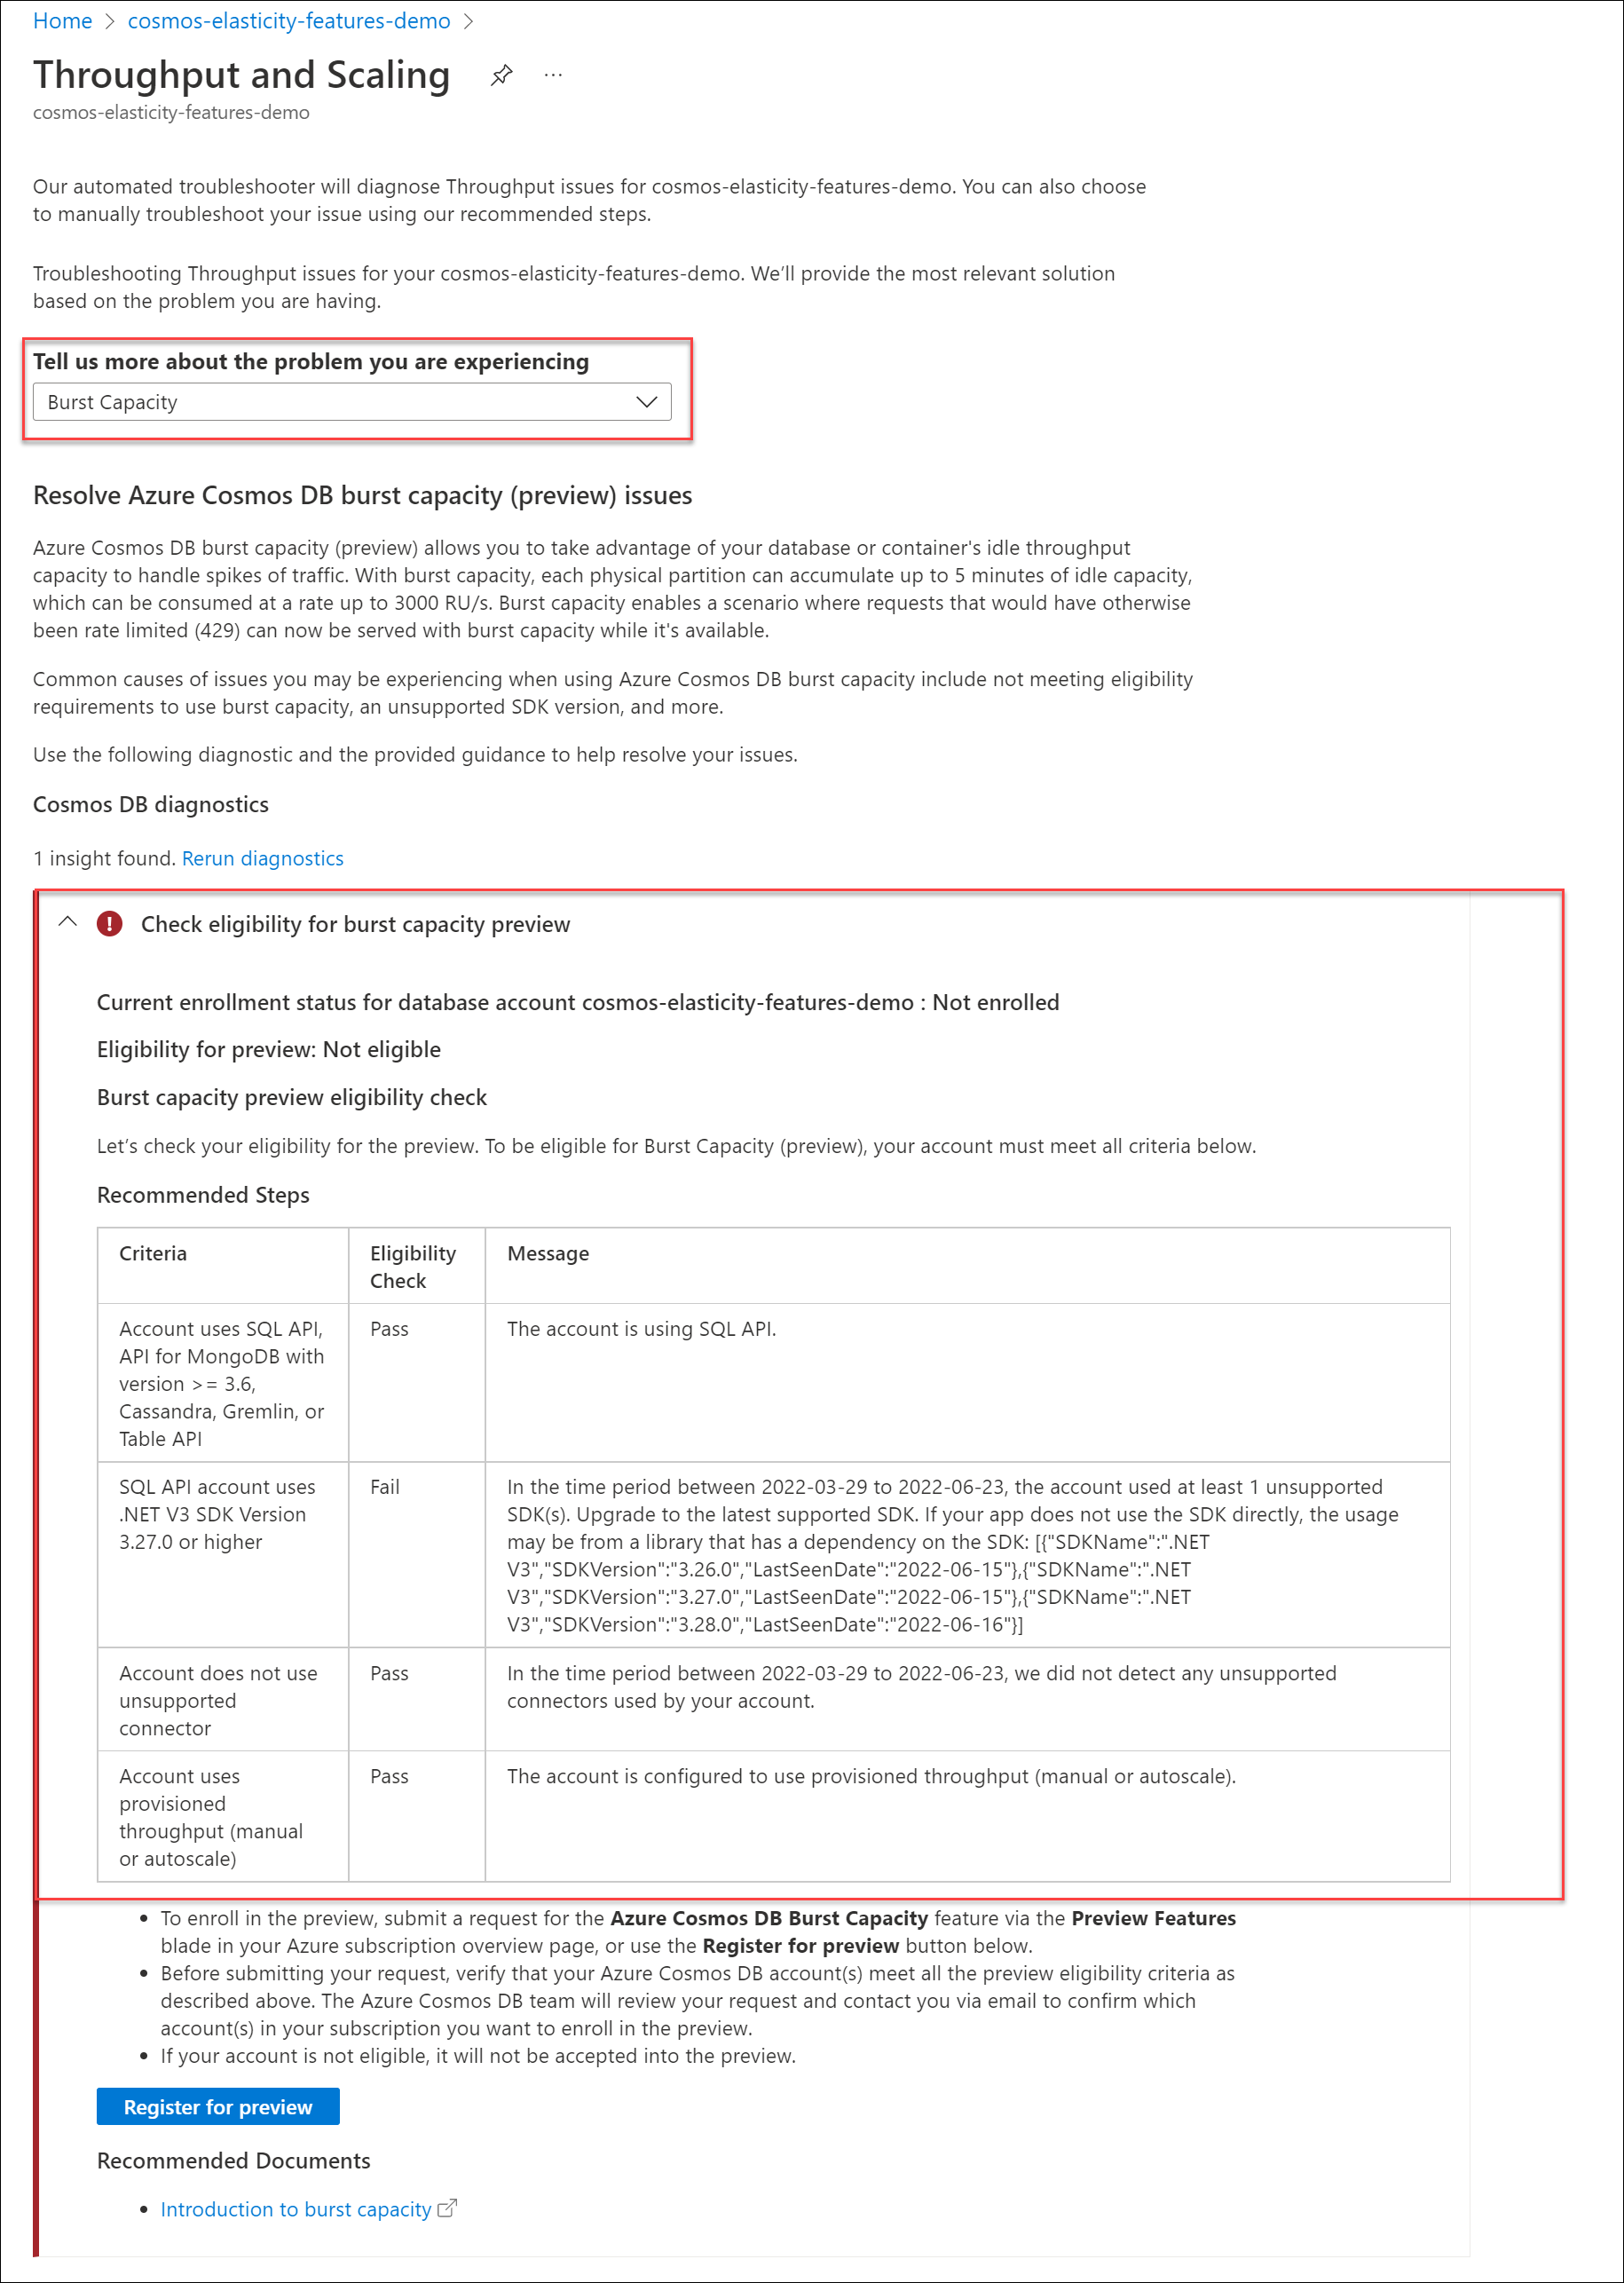 Home > cosmos-elasticity-features-demo >
Throughput and Scaling ...
cosmos-elasticity-features-demo
Our automated troubleshooter will diagnose Throughput issues for cosmos-elasticity-features-demo. You can also choose
to manually troubleshoot your issue using our recommended steps.
Troubleshooting Throughput issues for your cosmos-elasticity-features-demo. We’ll provide the most relevant solution
based on the problem you are having.
Tell us more about the problem you are experiencing
Burst Capacity
Resolve Azure Cosmos DB burst capacity (preview) issues
Azure Cosmos DB burst capacity (preview) allows you to take advantage of your database or container's idle throughput
capacity to handle spikes of traffic. With burst capacity, each physical partition can accumulate up to 5 minutes of idle capacity,
which can be consumed at a rate up to 3000 RU/s. Burst capacity enables a scenario where requests that would have otherwise
been rate limited (429) can now be served with burst capacity while it's available.
Common causes of issues you may be experiencing when using Azure Cosmos DB burst capacity include not meeting eligibility
requirements to use burst capacity, an unsupported SDK version, and more.
Use the following diagnostic and the provided guidance to help resolve your issues.
Cosmos DB diagnostics
1 insight found. Rerun diagnostics
Check eligibility for burst capacity preview
Current enrollment status for database account cosmos-elasticity-features-demo : Not enrolled
Eligibility for preview: Not eligible
Burst capacity preview eligibility check
Let’s check your eligibility for the preview. To be eligible for Burst Capacity (preview), your account must meet all criteria below.
Recommended Steps
Criteria
Eligibility
Check
Message
Account uses SQL API,
API for MongoDB with
version >= 3.6,
Cassandra, Gremlin, or
Table API
Pass
The account is using SQL API.
SQL API account uses
.NET V3 SDK Version
3.27.0 or higher
Fail
In the time period between 2022-03-29 to 2022-06-23, the account used at least 1 unsupported
SDK(s). Upgrade to the latest supported SDK. If your app does not use the SDK directly, the usage
may be from a library that has a dependency on the SDK: [{"SDKName":".NET
V3","SDKVersion":"3.26.0","LastSeenDate":"2022-06-15"},{"SDKName":".NET
V3","SDKVersion":"3.27.0","LastSeenDate":"2022-06-15"},{"SDKName":".NET
V3","SDKVersion":"3.28.0","LastSeenDate":"2022-06-16"}]
Account does not use
unsupported
connector
Pass
In the time period between 2022-03-29 to 2022-06-23, we did not detect any unsupported
connectors used by your account.
Account uses
provisioned
throughput (manual
or autoscale)
Pass
The account is configured to use provisioned throughput (manual or autoscale).
• To enroll in the preview, submit a request for the Azure Cosmos DB Burst Capacity feature via the Preview Features
blade in your Azure subscription overview page, or use the Register for preview button below.
• Before submitting your request, verify that your Azure Cosmos DB account(s) meet all the preview eligibility criteria as
described above. The Azure Cosmos DB team will review your request and contact you via email to confirm which
account(s) in your subscription you want to enroll in the preview.
• If your account is not eligible, it will not be accepted into the preview.
Register for preview
Recommended Documents
• Introduction to burst capacity